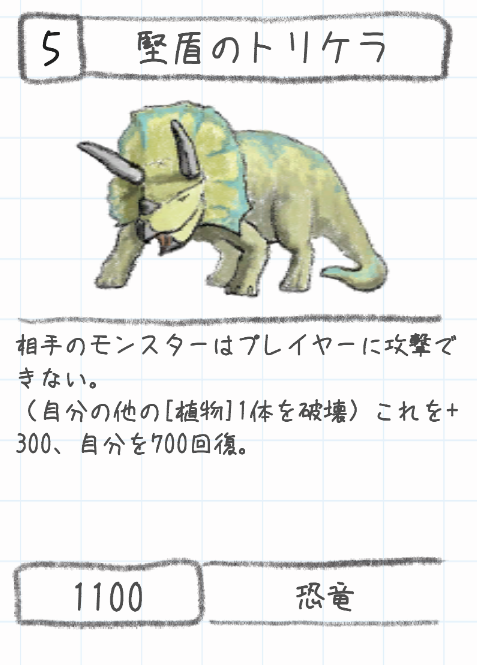 5
堅盾のトリケラ
相手のモンスターはプレイヤーに攻撃で
きない。
（自分の他の[植物]1体を破壊）これを+
300、自分を700回復。
1100
恐竜